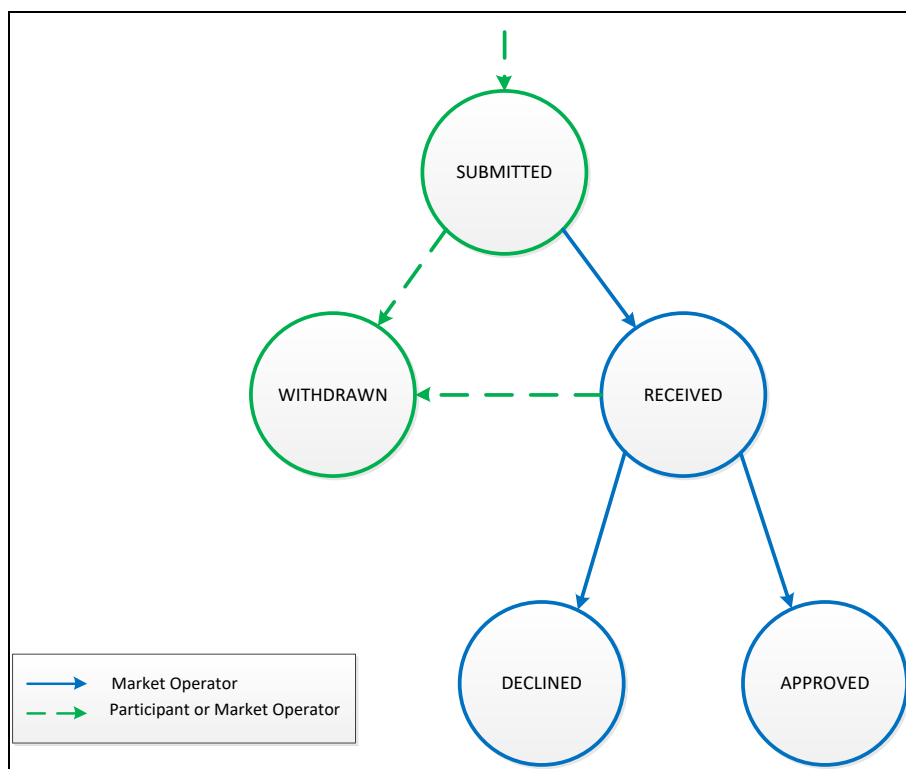 SUBMITTED
WITHDRAWN
RECEIVED
DECLINED
APPROVED
Market Operator
Participant or Market Operator